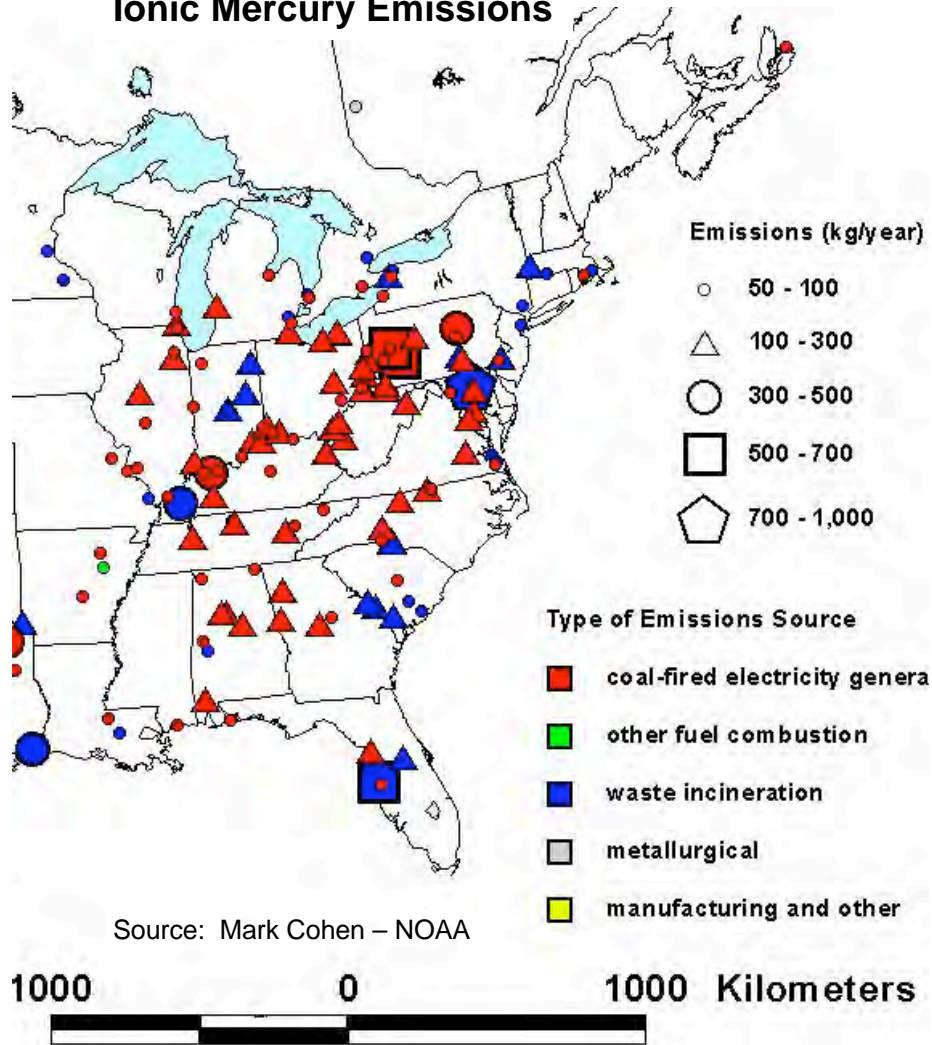 Ionic Mercury Emissions
Emissions (kg/year)
50 - 100
100 - 300
300 - 500
500 - 700
700 - 1,000
Type of Emissions Source
coal-fired electricity genera
other fuel combustion
waste incineration
metallurgical
manufacturing and other
Source: Mark Cohen – NOAA
1000 0 1000 Kilometers